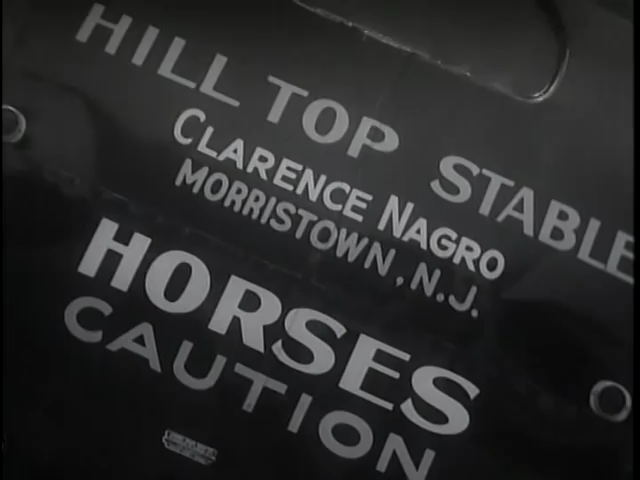 HILL TOP STABLE
CLARENCE NAGRO
MORRISTOWN, N.J.
HORSES
CAUTION